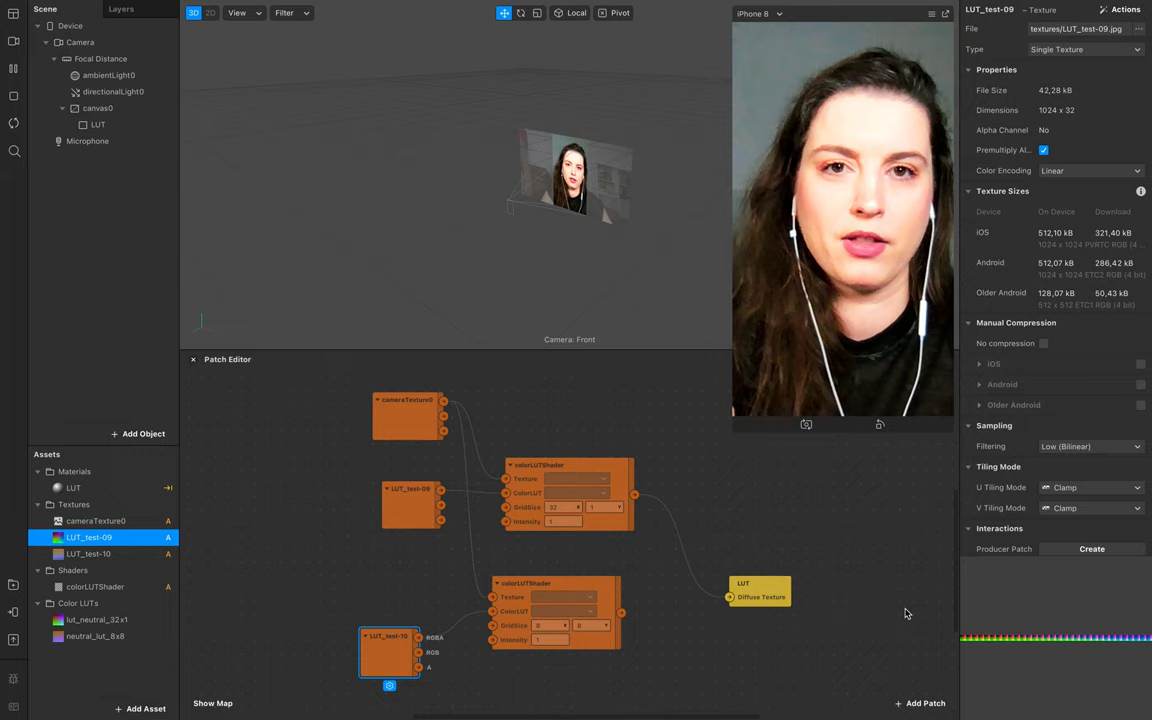 Scene
Layers
Device
Camera
Focal Distance
ambientLight0
directionalLight0
canvas0
LUT
Microphone
Add Object
Assets
Materials
LUT
Textures
cameraTexture0 A
LUT_test-09 A
LUT_test-10 A
Shaders
colorLUTShader A
Color LUTs
lut_neutral_32x1
neutral_lut_8x8
Add Asset
3D 2D View Filter Local Pivot
Camera: Front
iPhone 8
Patch Editor
cameraTexture0
LUT_test-09
colorLUTShader
Texture
ColorLUT
GridSize 32 1
Intensity 1
colorLUTShader
Texture
ColorLUT
GridSize 8 8
Intensity 1
LUT_test-10 RGBA
RGB
A
LUT
Diffuse Texture
Show Map
Add Patch
LUT_test-09 – Texture Actions
File textures/LUT_test-09.jpg
Type Single Texture
Properties
File Size 42,28 kB
Dimensions 1024 x 32
Alpha Channel No
Premultiply Al...
Color Encoding Linear
Texture Sizes
Device On Device Download
iOS 512,10 kB 321,40 kB
1024 x 1024 PVRTC RGB (4 ...
Android 512,07 kB 286,42 kB
1024 x 1024 ETC2 RGB (4 bit)
Older Android 128,07 kB 50,43 kB
512 x 512 ETC1 RGB (4 bit)
Manual Compression
No compression
iOS
Android
Older Android
Sampling
Filtering Low (Bilinear)
Tiling Mode
U Tiling Mode Clamp
V Tiling Mode Clamp
Interactions
Producer Patch Create